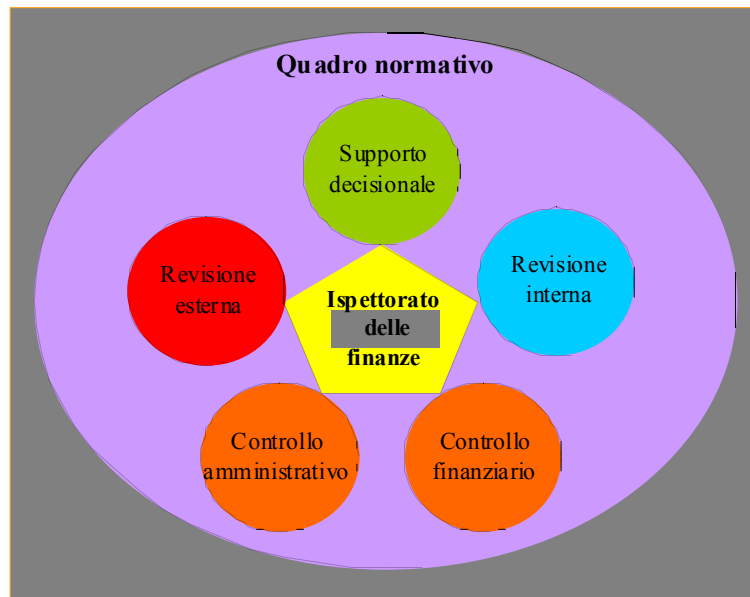 Quadro normativo
Supporto
decisionale
Revisione
esterna
Revisione
interna
Ispettorato
delle
finanze
Controllo
amministrativo
Controllo
finanziario